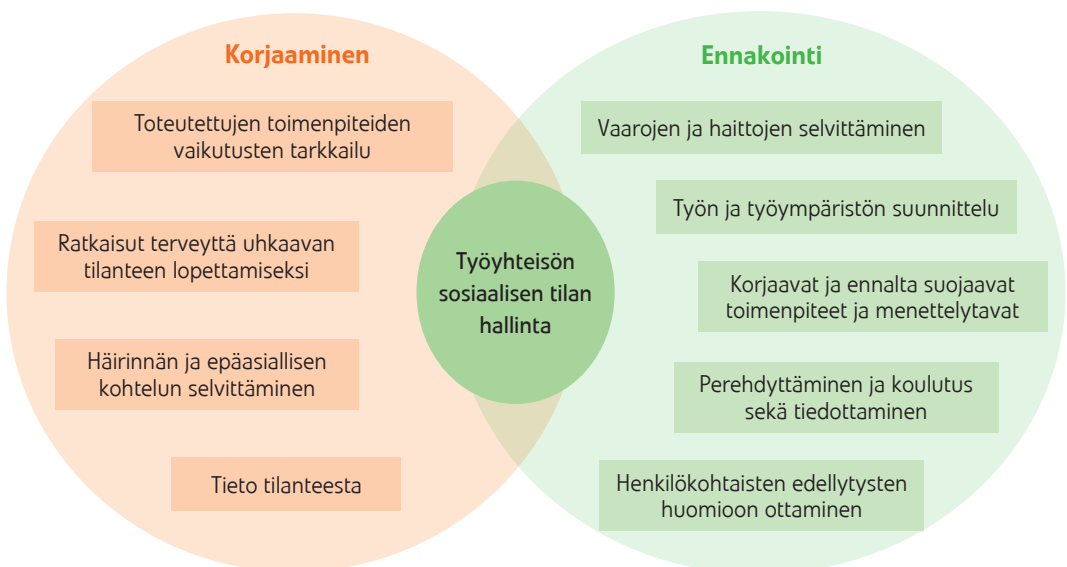 Korjaaminen
Toteutettujen toimenpiteiden
vaikutusten tarkkailu
Ratkaisut terveyttä uhkaavan
tilanteen lopettamiseksi
Häirinnän ja epäasiallisen
kohtelun selvittäminen
Tieto tilanteesta
Työyhteisön
sosiaalisen tilan
hallinta
Ennakointi
Vaarojen ja haittojen selvittäminen
Työn ja työympäristön suunnittelu
Korjaavat ja ennalta suojaavat
toimenpiteet ja menettelytavat
Perehdyttäminen ja koulutus
sekä tiedottaminen
Henkilökohtaisten edellytysten
huomioon ottaminen